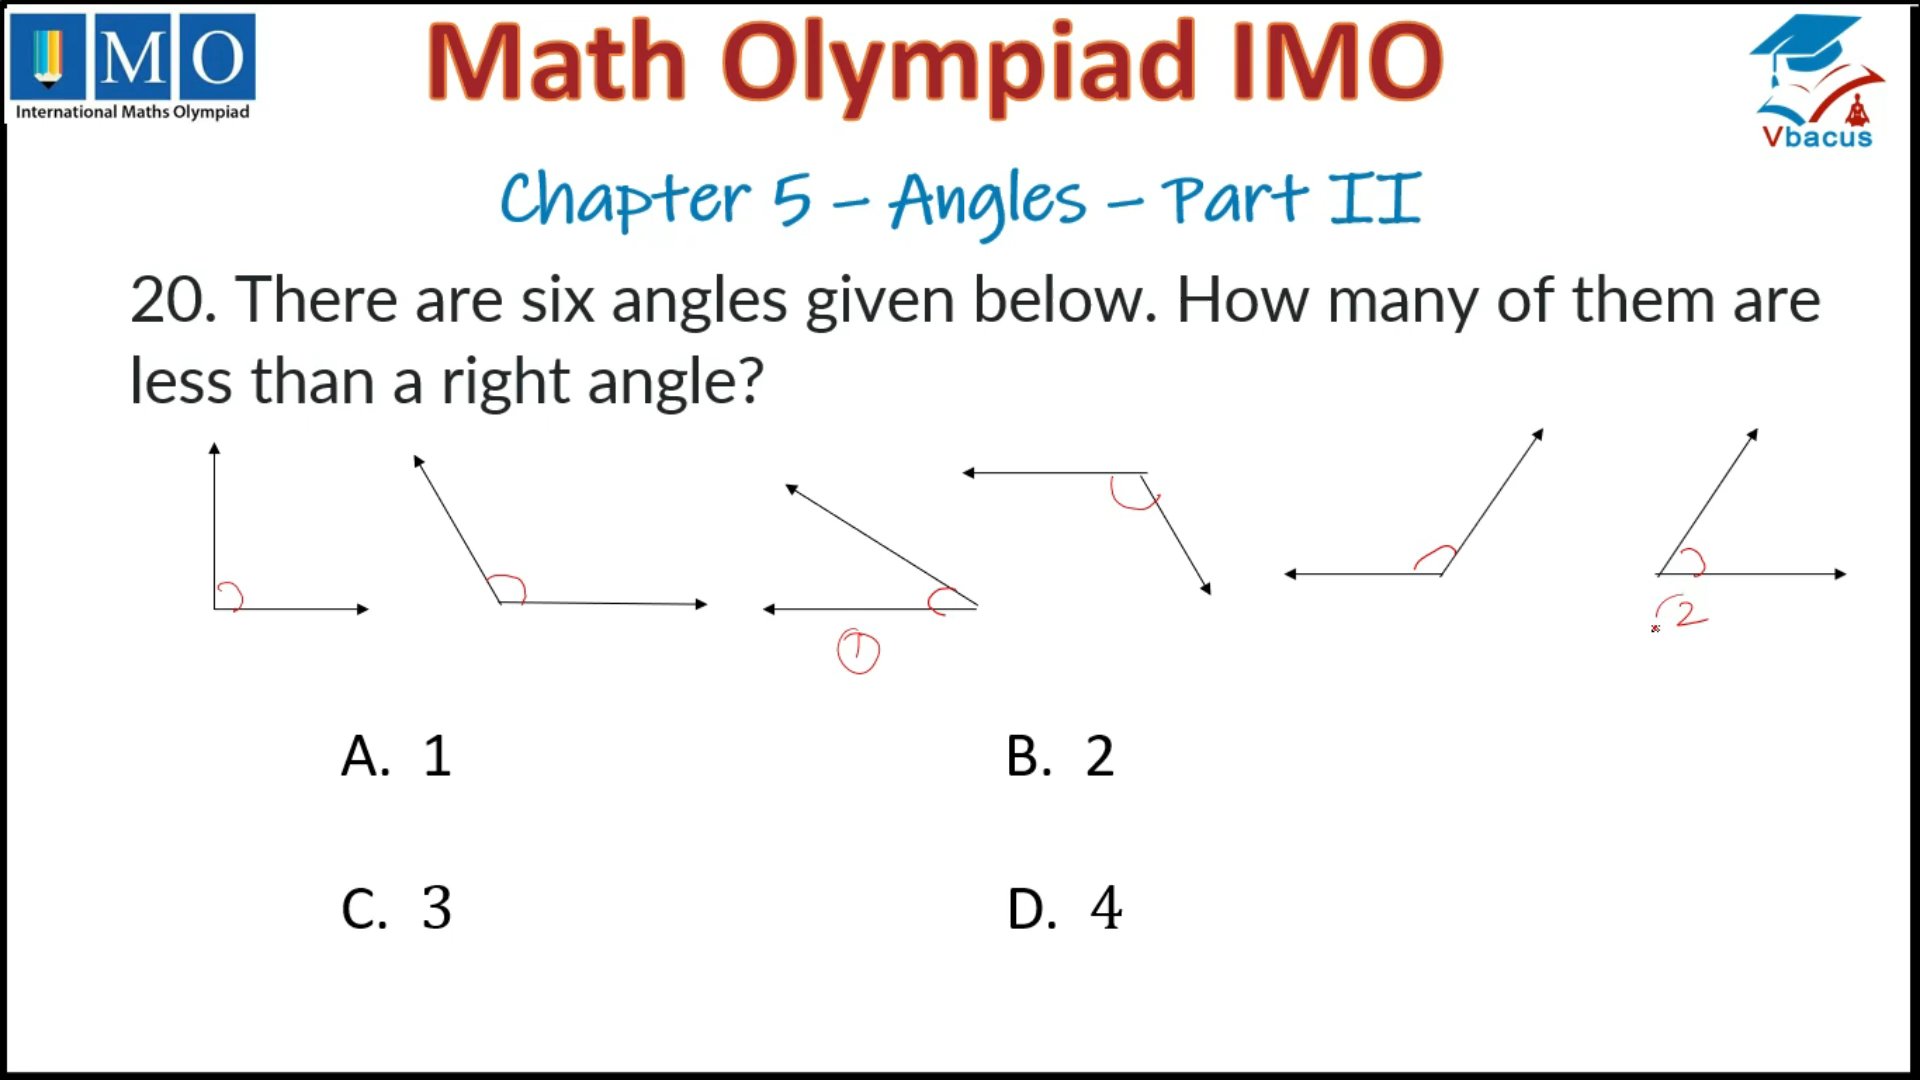 IMO
International Maths Olympiad
Math Olympiad IMO
Vbacus
Chapter 5 – Angles – Part II
20. There are six angles given below. How many of them are
less than a right angle?
1
2
A. 1
B. 2
C. 3
D. 4